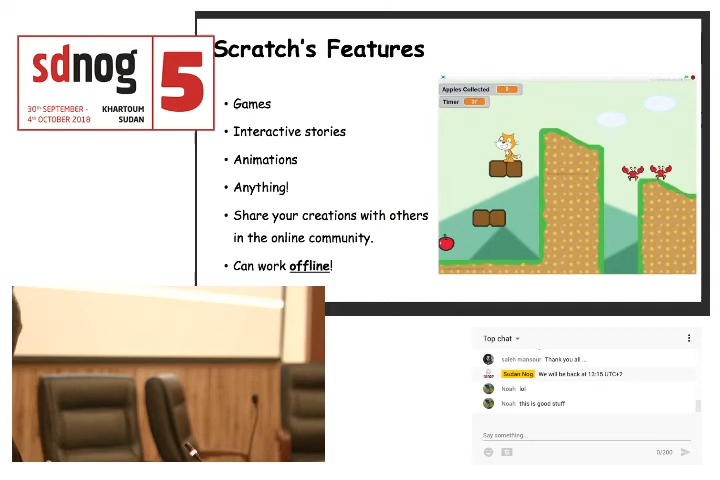 sdnog 5
30TH SEPTEMBER - KHARTOUM
4TH OCTOBER 2018 SUDAN
Scratch's Features
• Games
• Interactive stories
• Animations
• Anything!
• Share your creations with others
in the online community.
• Can work offline!
Apples Collected
Timer
Top chat
saleh mansour Thank you all ...
Sudan Nog We will be back at 13:15 UTC+2
Noah lol
Noah this is good stuff
Say something...
0/200